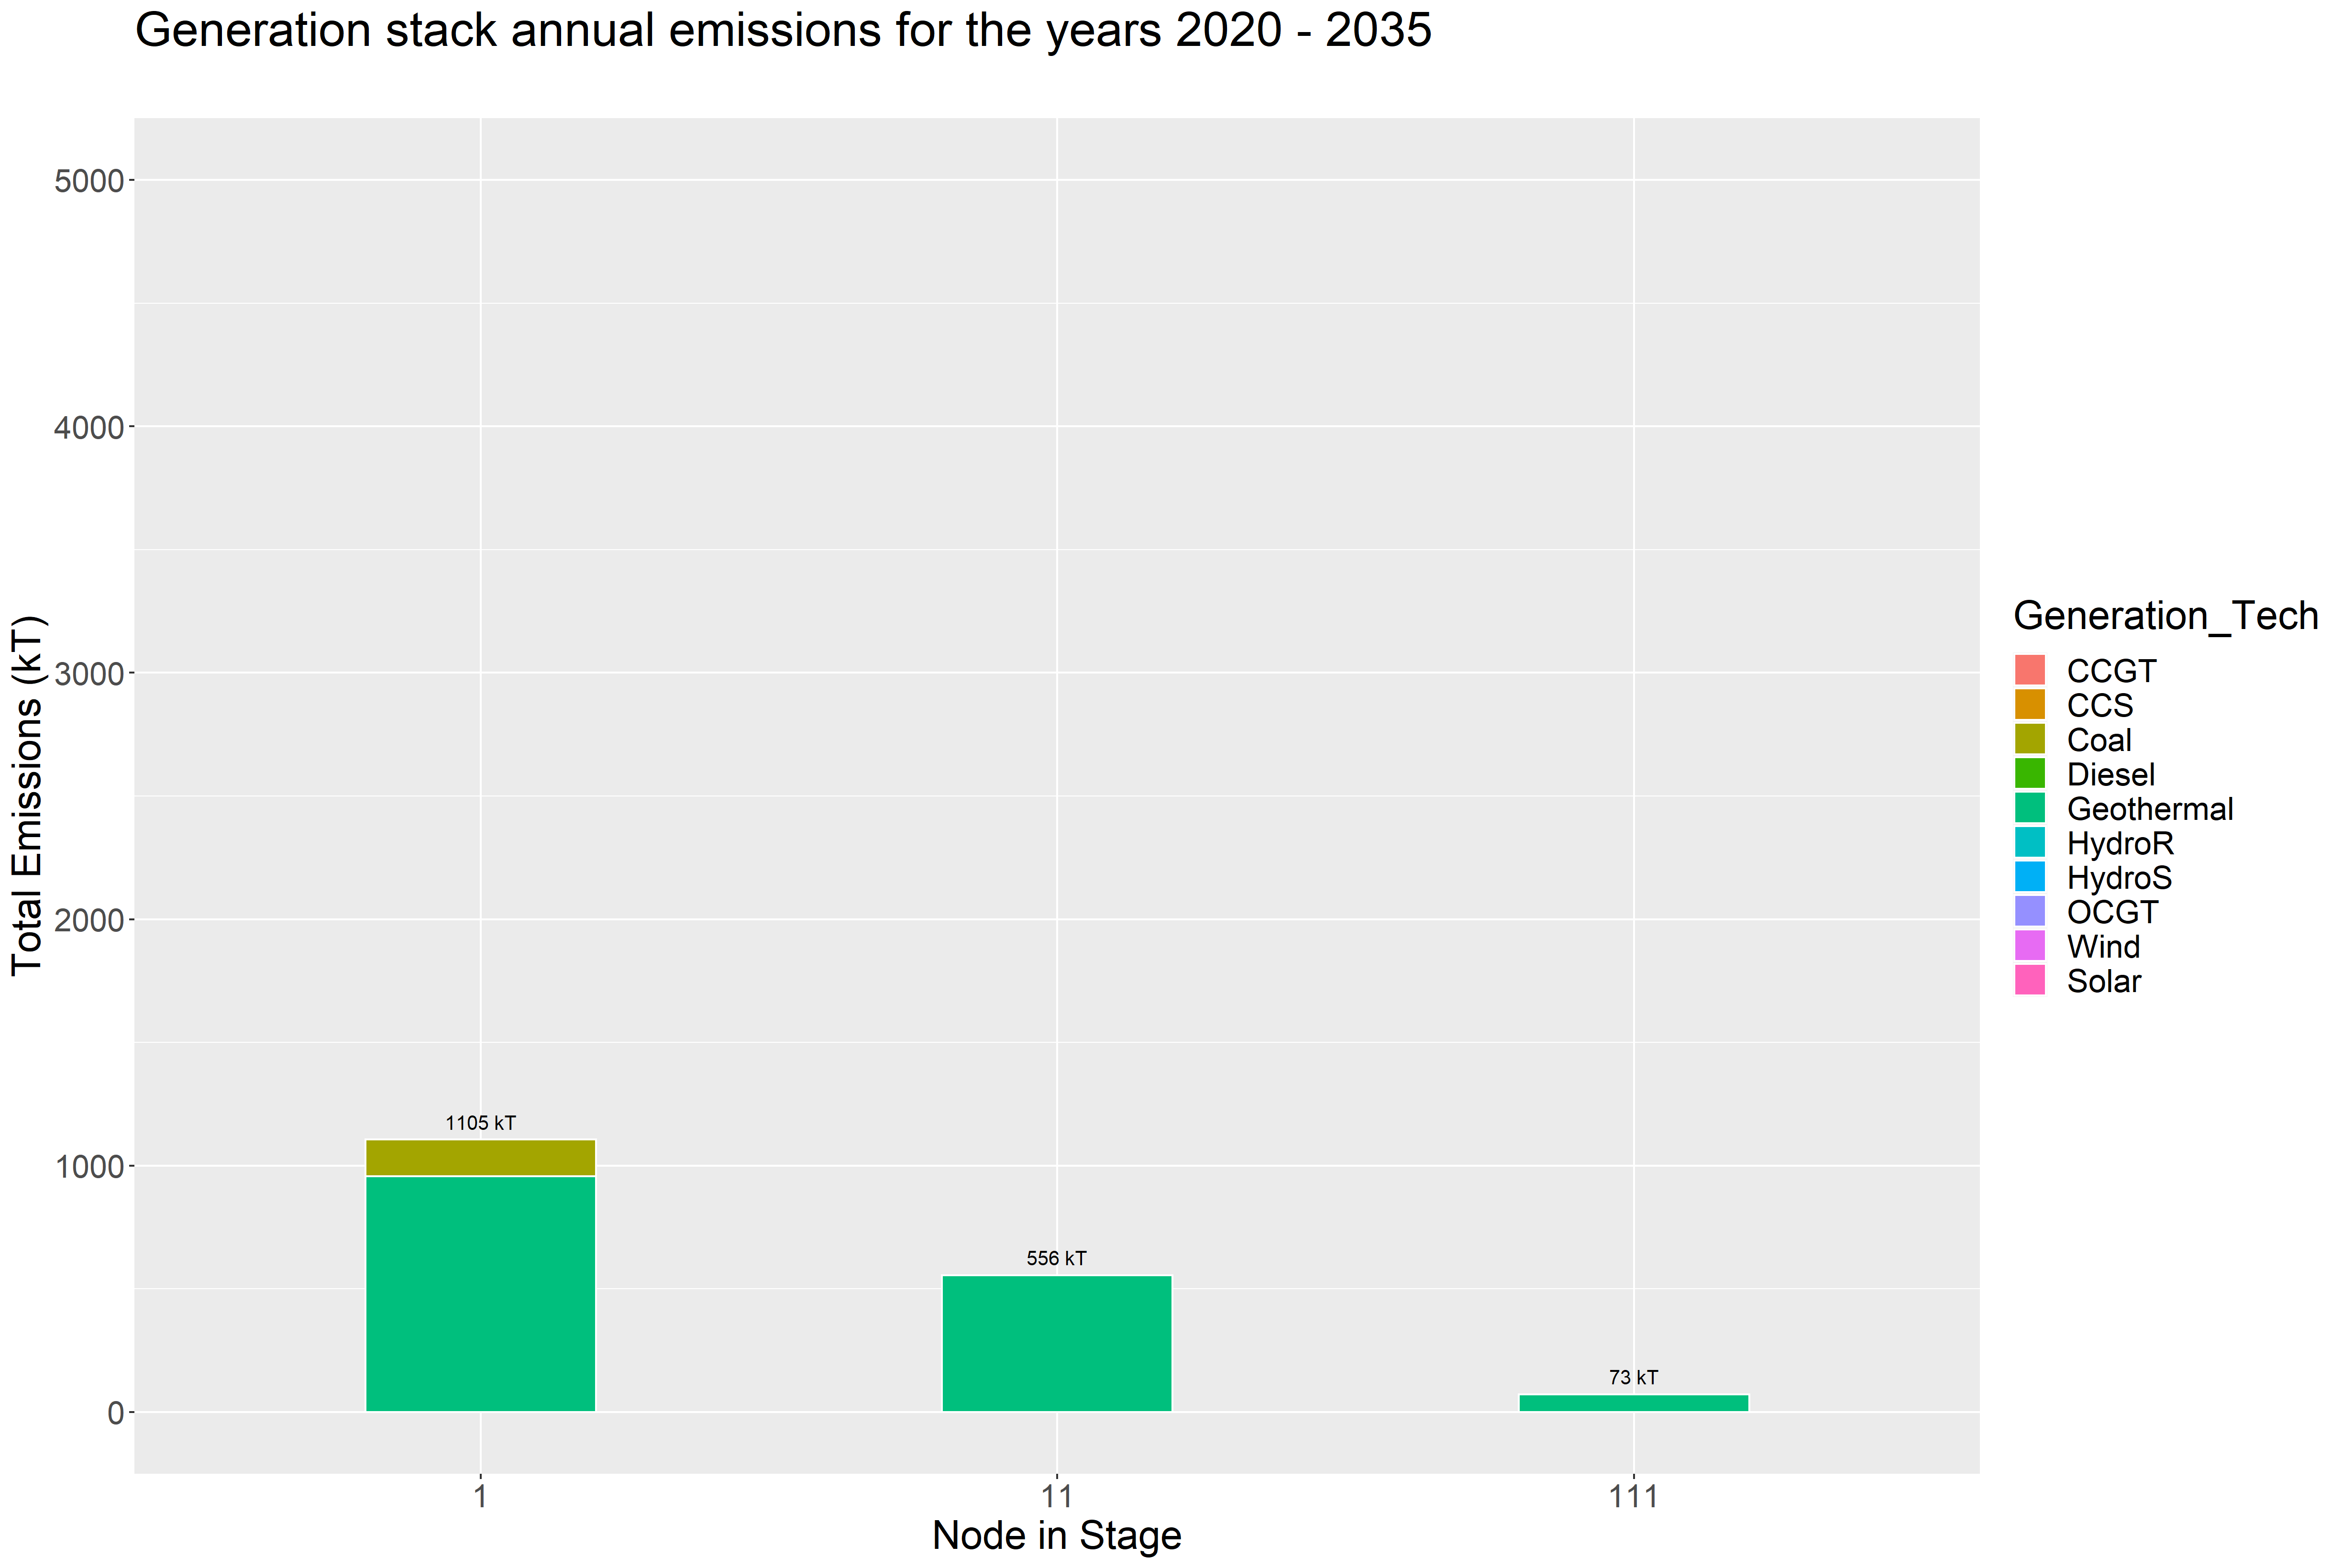 Generation stack annual emissions for the years 2020 - 2035
Total Emissions (kT)
5000
4000
3000
2000
1000
0
1105 kT
556 kT
73 kT
1
11
111
Node in Stage
Generation_Tech
CCGT
CCS
Coal
Diesel
Geothermal
HydroR
HydroS
OCGT
Wind
Solar